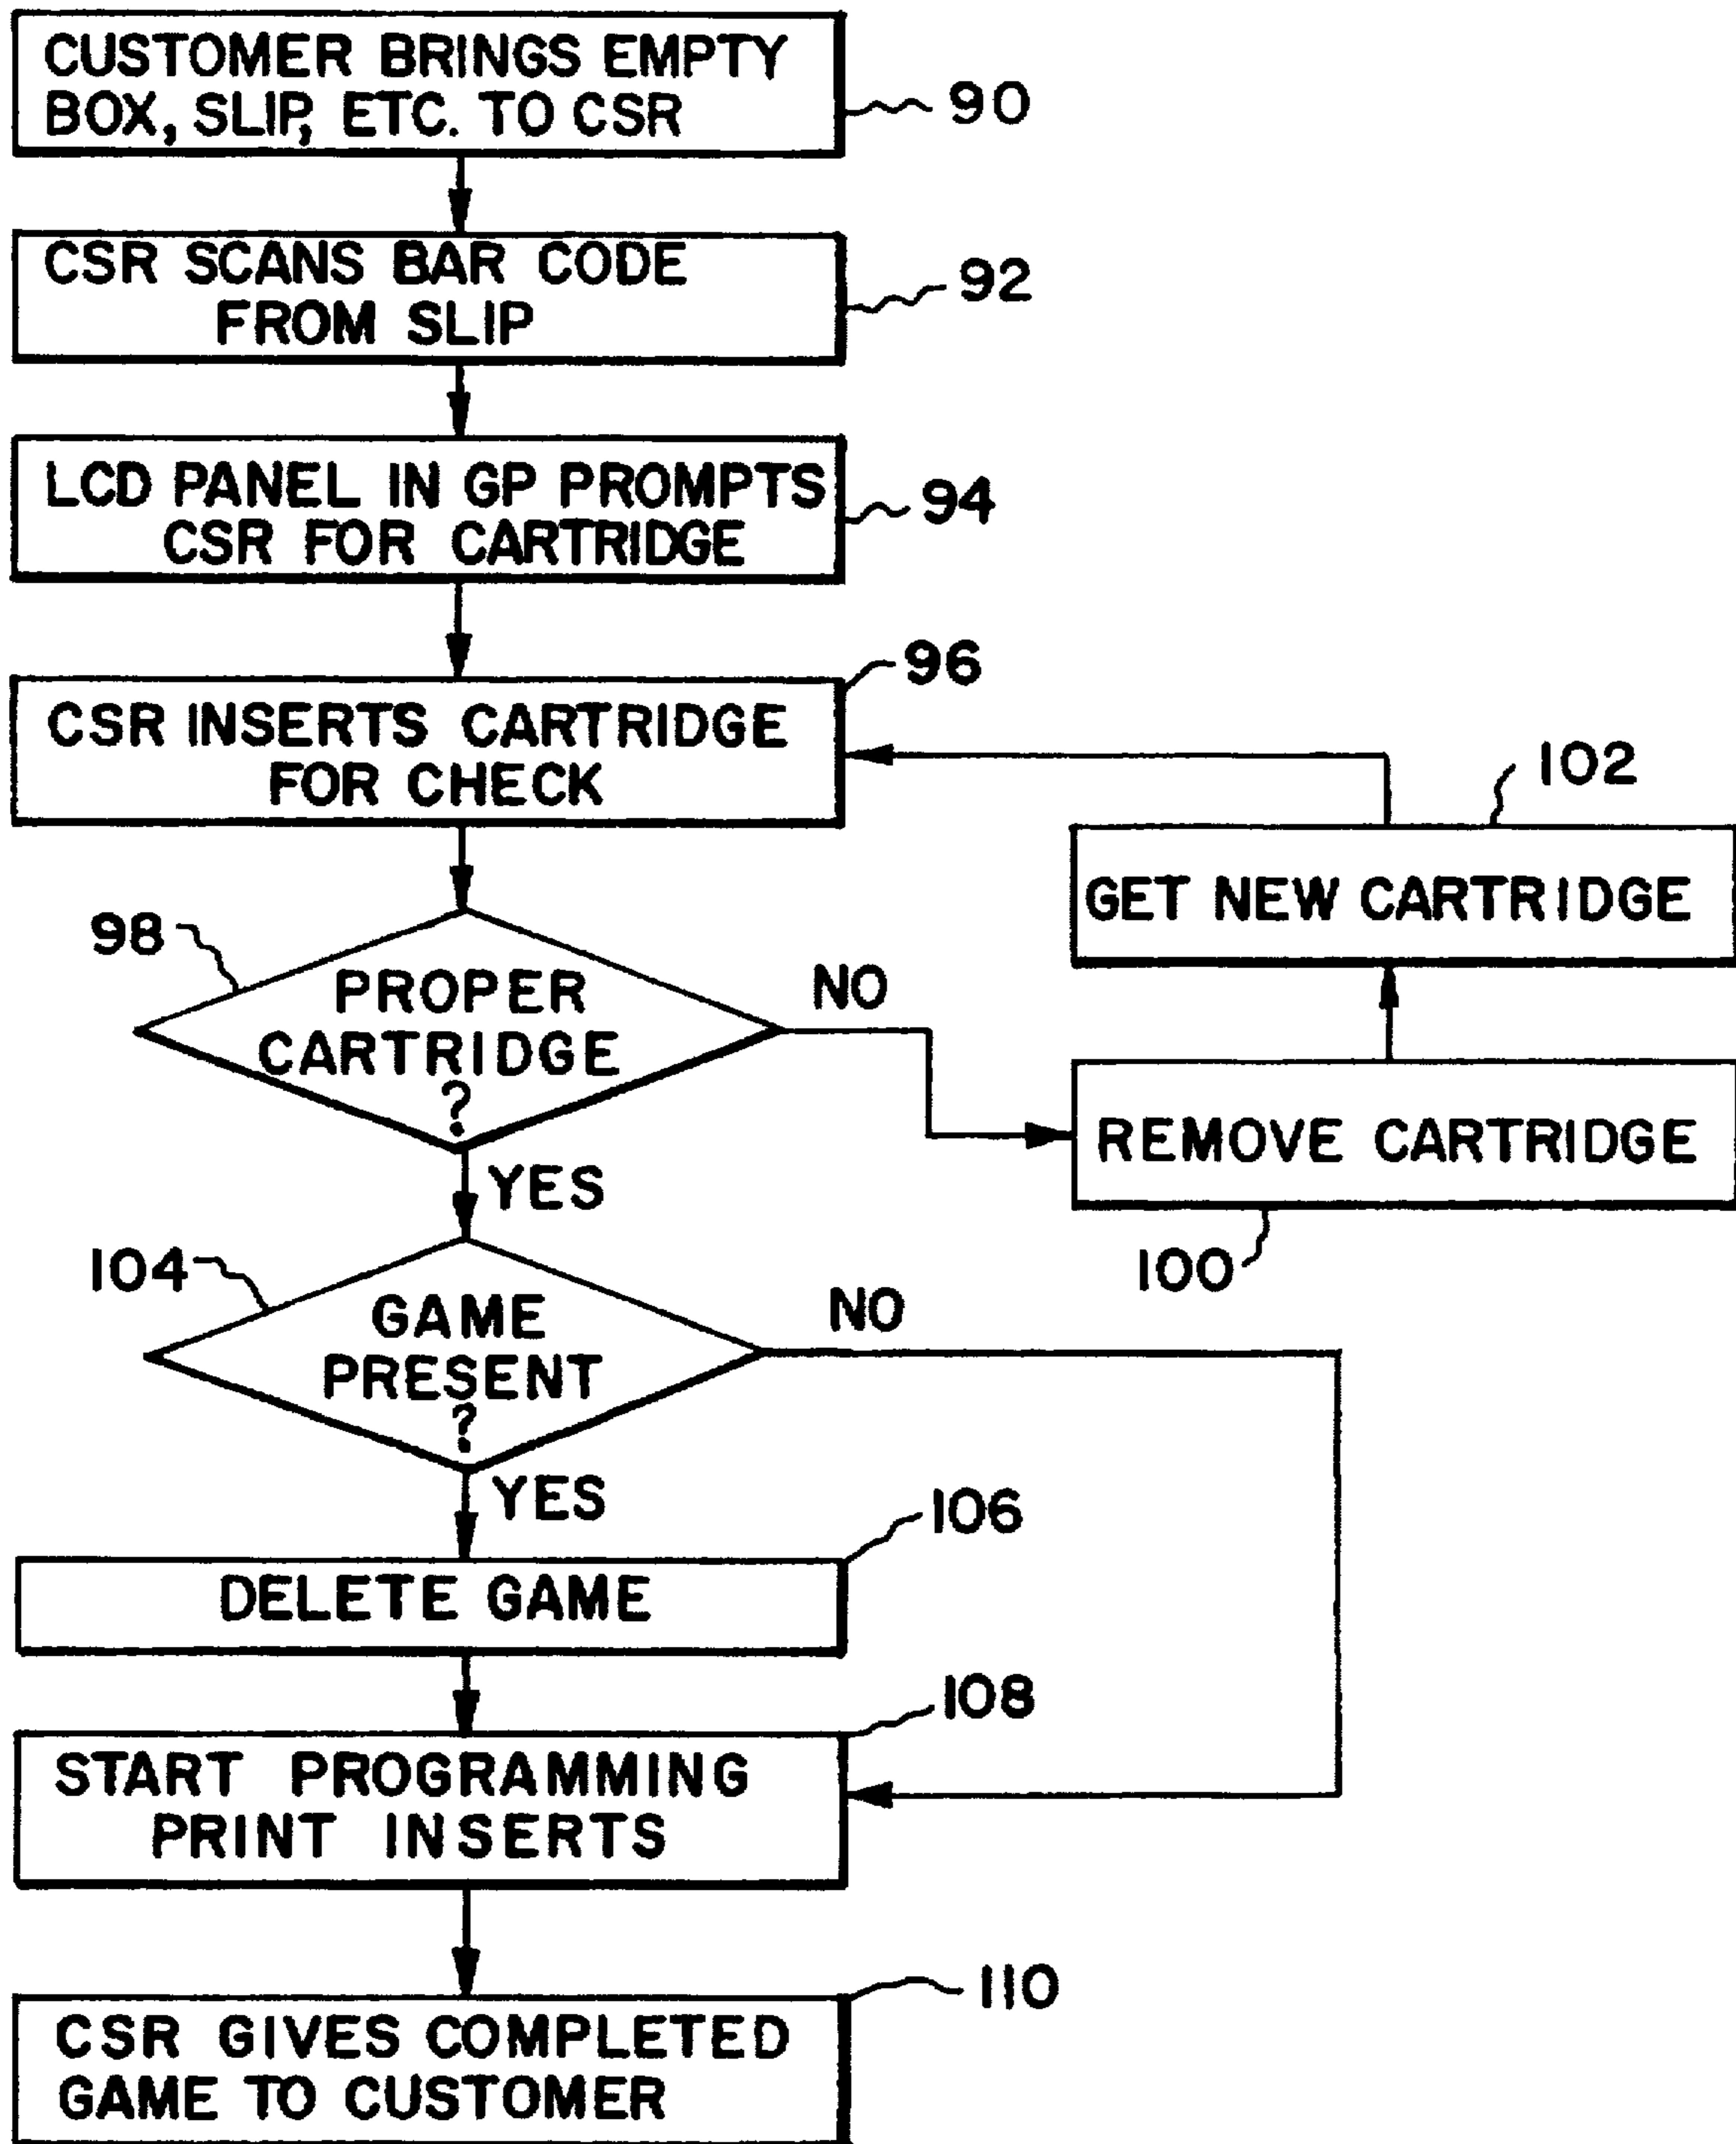 CUSTOMER BRINGS EMPTY
BOX, SLIP, ETC. TO CSR
90
CSR SCANS BAR CODE
FROM SLIP
92
LCD PANEL IN GP PROMPTS
CSR FOR CARTRIDGE
94
96
CSR INSERTS CARTRIDGE
FOR CHECK
102
GET NEW CARTRIDGE
98
PROPER
CARTRIDGE
?
NO
YES
REMOVE CARTRIDGE
100
104
GAME
PRESENT
?
NO
YES
106
DELETE GAME
108
START PROGRAMMING
PRINT INSERTS
110
CSR GIVES COMPLETED
GAME TO CUSTOMER